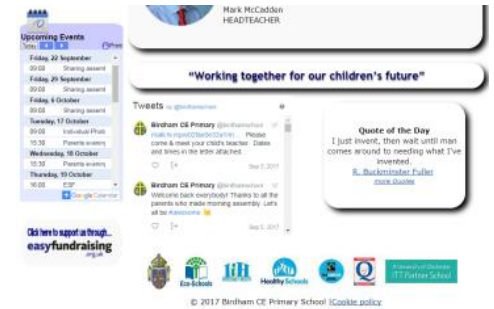 Mark McCadden
HEADTEACHER
Upcoming Events
Today
Print
Friday, 22 September
09:00 Sharing assem
Friday, 29 September
09:00 Sharing assem
Friday, 6 October
09:00 Sharing assem
Tuesday, 17 October
09:00 Individual Phot
15:30 Parents evenin
Wednesday, 18 October
15:30 Parents evenin
Thursday, 19 October
16:00
Google Calendar
Click here to support us through...
easyfundraising
.org.uk
"Working together for our children's future"
Tweets by @birdhamschool
Birdham CE Primary @birdhamschool
Please
come & meet your child's teacher. Dates
and times in the letter attached.
Sep 7, 2017
Birdham CE Primary @birdhamschool
Welcome back everybody! Thanks to all the
parents who made morning assembly. Let's
all be #awesome
Sep 5, 2017
Quote of the Day
I just invent, then wait until man
comes around to needing what I've
invented.
R. Buckminster Fuller
more Quotes
Eco-Schools
Healthy Schools
Q
University of Chichester
ITT Partner School
© 2017 Birdham CE Primary School |Cookie policy